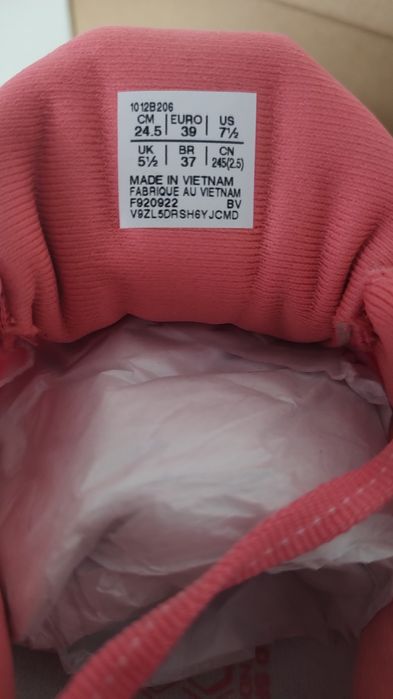 1012B206
CM | EURO | US
24.5 | 39 | 7½
UK | BR | CN
5½ | 37 | 245(2.5)
MADE IN VIETNAM
FABRIQUE AU VIETNAM
F920922 BV
V9ZL5DRSH6YJCMD